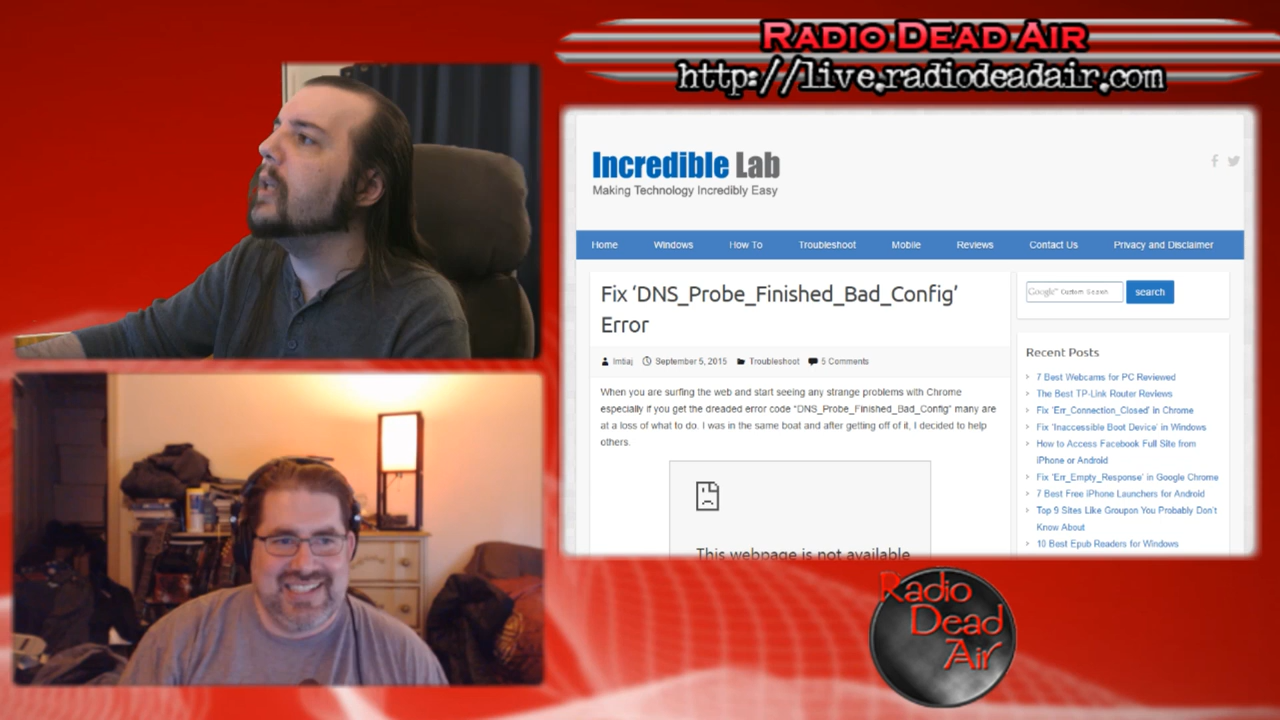 RADIO DEAD AIR
http://live.radiodeadair.com
Incredible Lab
Making Technology Incredibly Easy
Home Windows How To Troubleshoot Mobile Reviews Contact Us Privacy and Disclaimer
Fix ‘DNS_Probe_Finished_Bad_Config’
Error
Imtiaj September 5, 2015 Troubleshoot 5 Comments
When you are surfing the web and start seeing any strange problems with Chrome
especially if you get the dreaded error code “DNS_Probe_Finished_Bad_Config” many are
at a loss of what to do. I was in the same boat and after getting off of it, I decided to help
others.
This webpage is not available
Google™ Custom Search search
Recent Posts
7 Best Webcams for PC Reviewed
The Best TP-Link Router Reviews
Fix ‘Err_Connection_Closed’ in Chrome
Fix ‘Inaccessible Boot Device’ in Windows
How to Access Facebook Full Site from
iPhone or Android
Fix ‘Err_Empty_Response’ in Google Chrome
7 Best Free iPhone Launchers for Android
Top 9 Sites Like Groupon You Probably Don’t
Know About
10 Best Epub Readers for Windows
Radio
Dead
Air